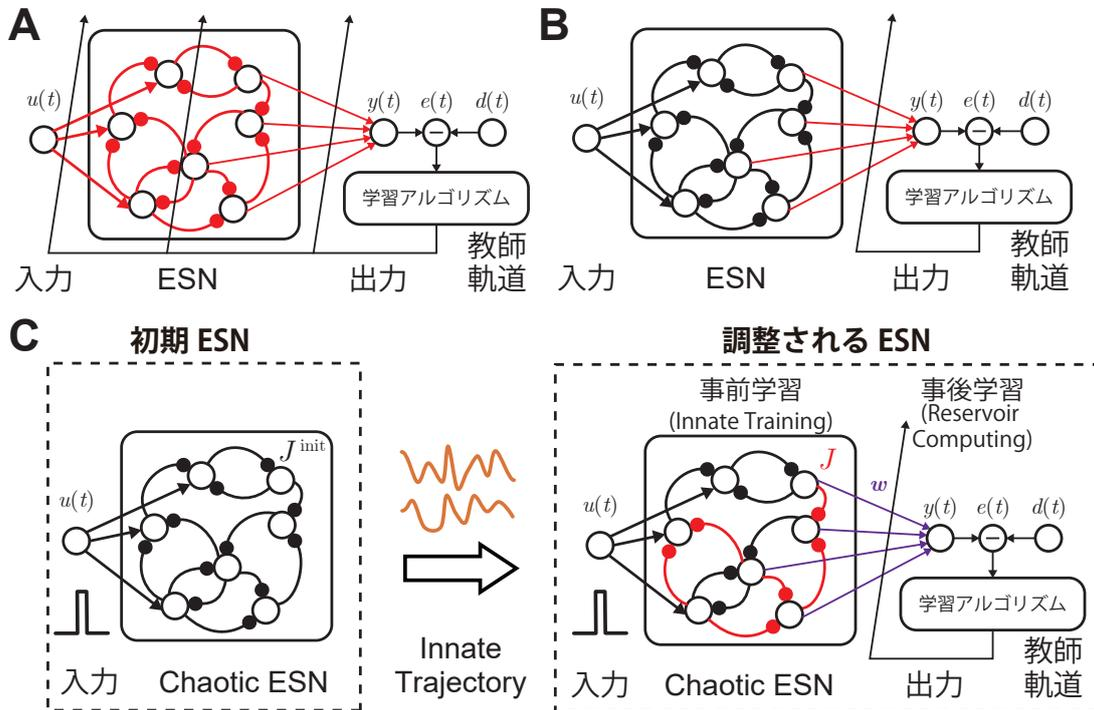 A
u(t)
y(t) e(t) d(t)
学習アルゴリズム
入力
ESN
出力
教師
軌道
B
u(t)
y(t) e(t) d(t)
学習アルゴリズム
入力
ESN
出力
教師
軌道
C
初期 ESN
J^init
u(t)
入力
Chaotic ESN
Innate
Trajectory
調整される ESN
事前学習
(Innate Training)
事後学習
(Reservoir
Computing)
J
w
u(t)
y(t) e(t) d(t)
学習アルゴリズム
入力
Chaotic ESN
出力
教師
軌道